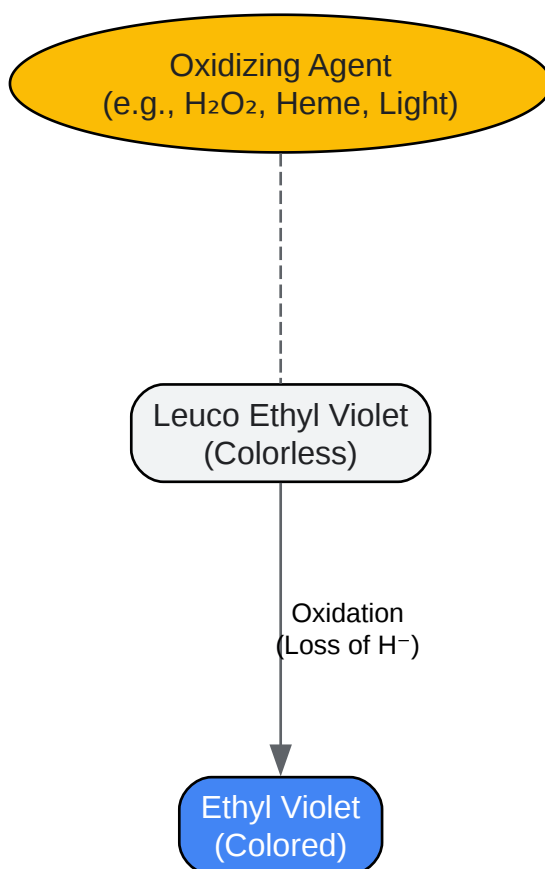 Oxidizing Agent
(e.g., H₂O₂, Heme, Light)
Leuco Ethyl Violet
(Colorless)
Oxidation
(Loss of H⁻)
Ethyl Violet
(Colored)